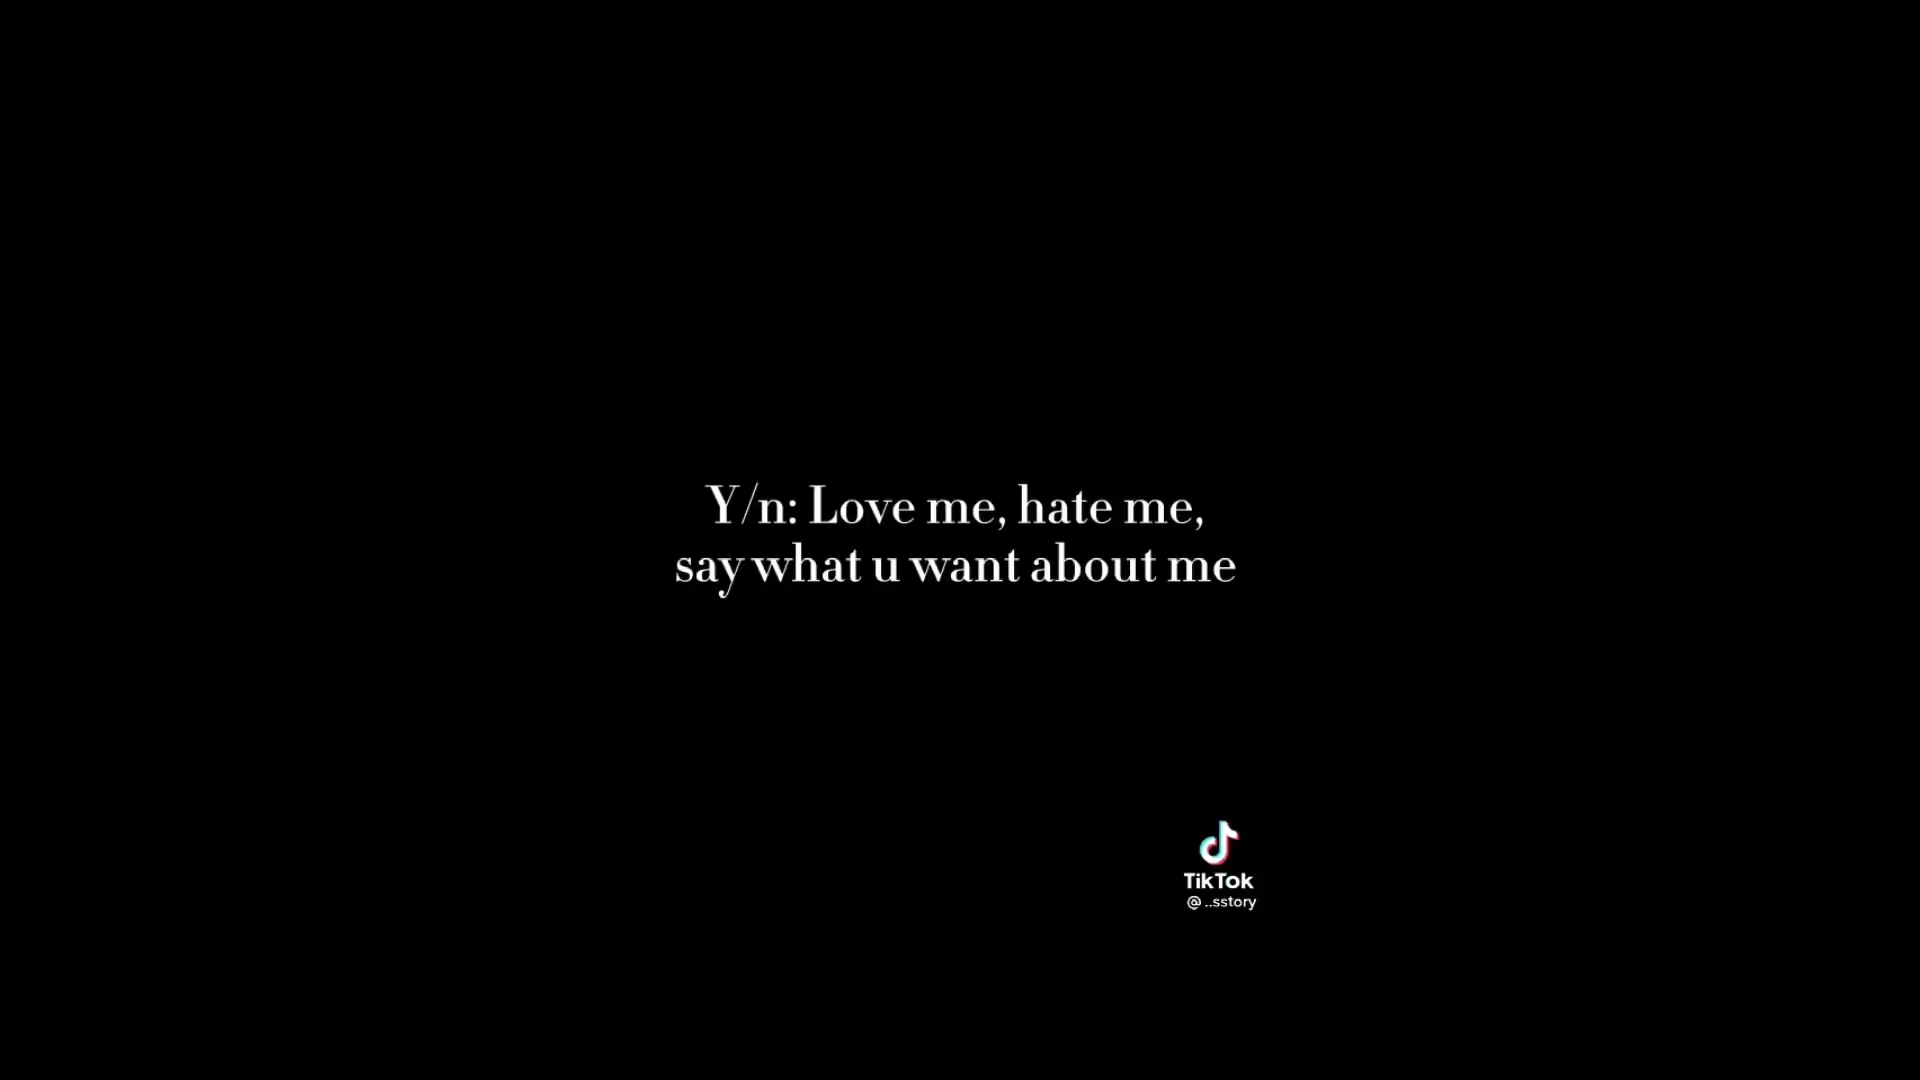 Y/n: Love me, hate me,
say what u want about me
TikTok
@ ..sstory